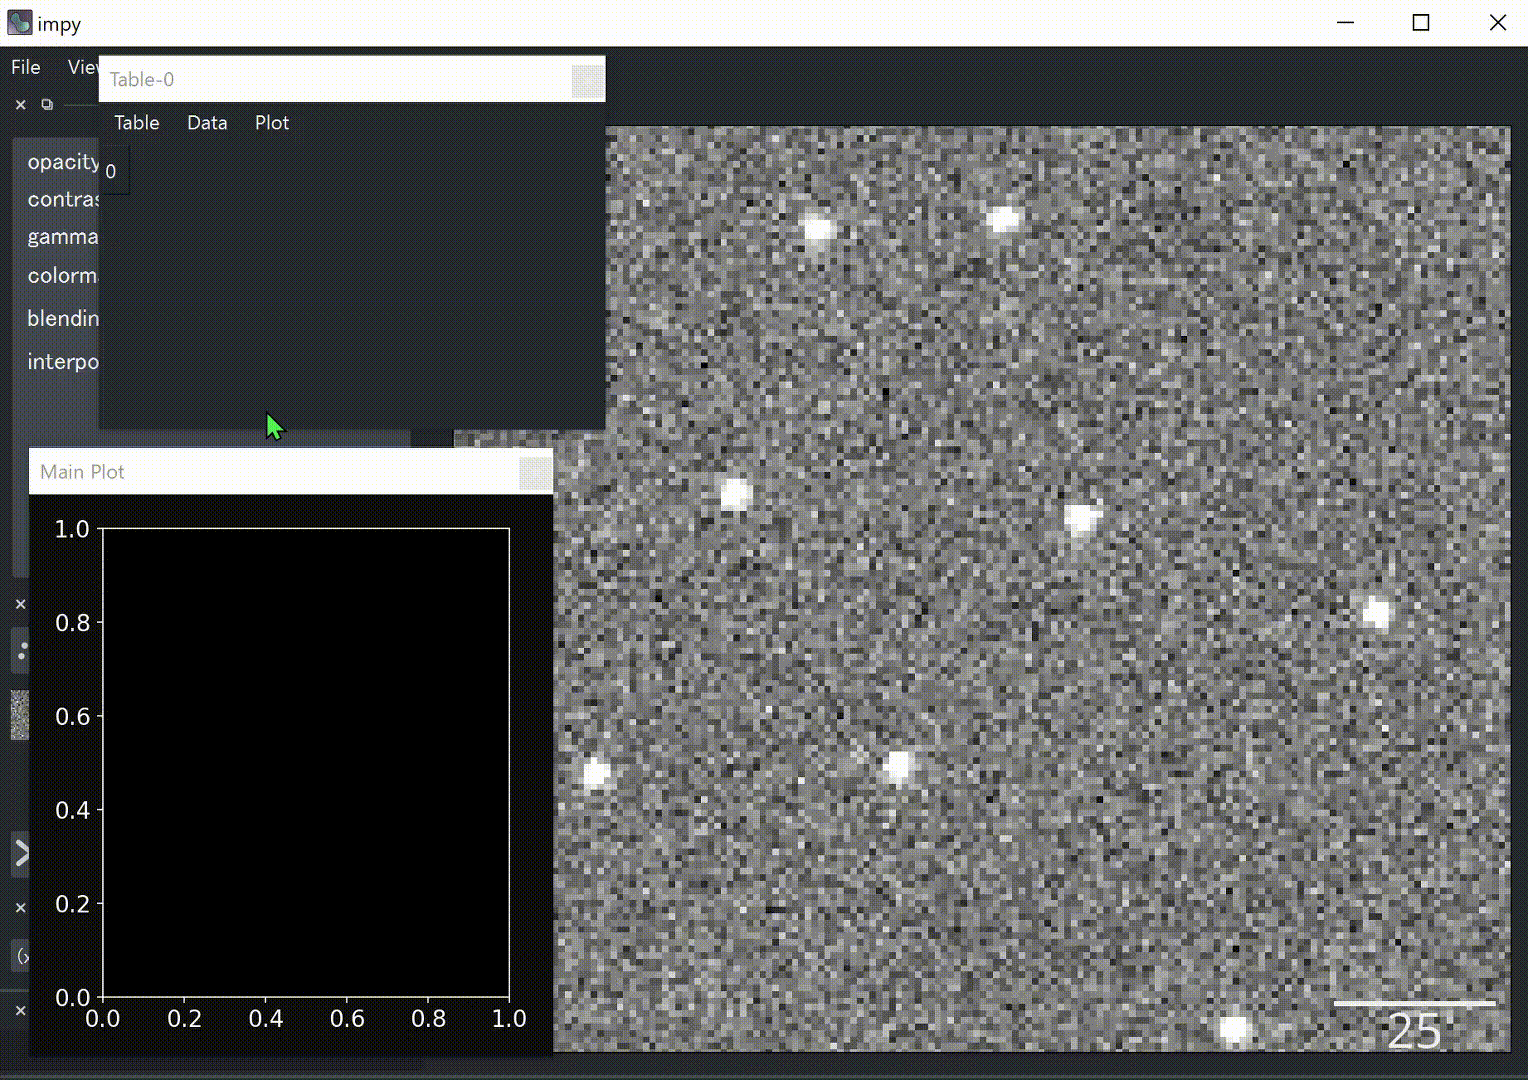 impy
File View
Table-0
Table Data Plot
0
opacity
contras
gamma
colorma
blendin
interpo
Main Plot
1.0
0.8
0.6
0.4
0.2
0.0
0.0 0.2 0.4 0.6 0.8 1.0
25